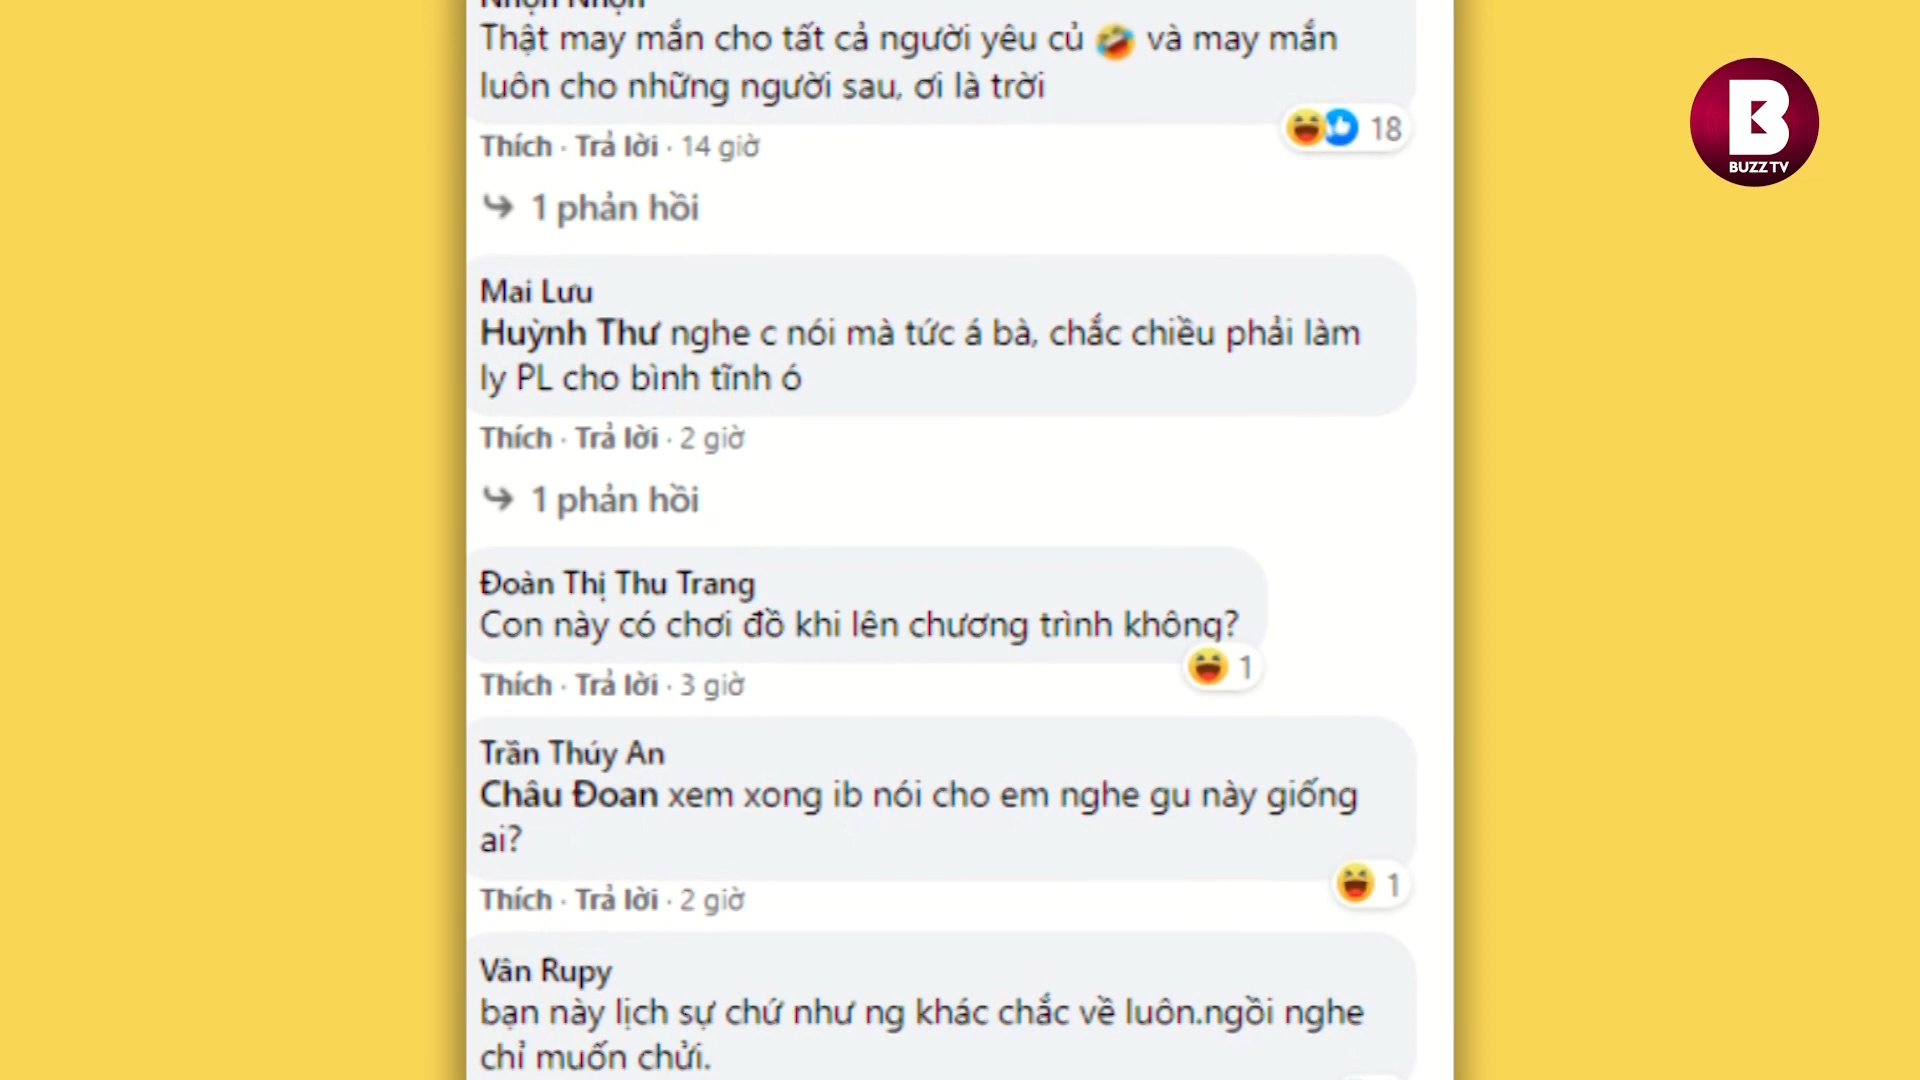 Nhọn Nhọn
Thật may mắn cho tất cả người yêu củ 🤣 và may mắn
luôn cho những người sau, ơi là trời
18
Thích · Trả lời · 14 giờ
1 phản hồi
Mai Lưu
Huỳnh Thư nghe c nói mà tức á bà, chắc chiều phải làm
ly PL cho bình tĩnh ó
Thích · Trả lời · 2 giờ
1 phản hồi
Đoàn Thị Thu Trang
Con này có chơi đồ khi lên chương trình không?
1
Thích · Trả lời · 3 giờ
Trần Thúy An
Châu Đoan xem xong ib nói cho em nghe gu này giống
ai?
1
Thích · Trả lời · 2 giờ
Vân Rupy
bạn này lịch sự chứ như ng khác chắc về luôn.ngồi nghe
chỉ muốn chửi.
B
BUZZ TV